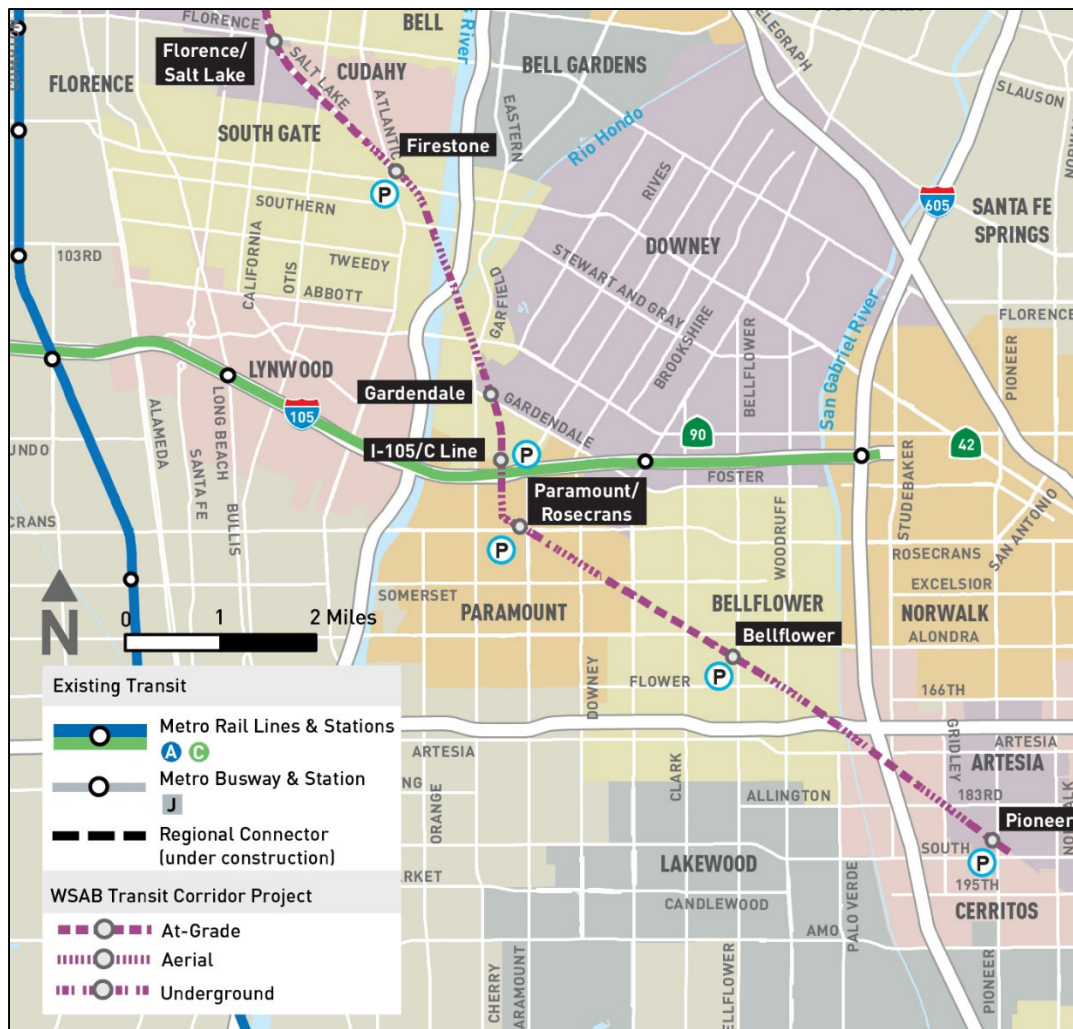 FLORENCE
BELL
River
TELEGRAPH
Florence/
Salt Lake
SALT LAKE
CUDAHY
BELL GARDENS
FLORENCE
SLAUSON
ATLANTIC
EASTERN
Rio Hondo
SOUTH GATE
Firestone
P
RIVES
605
SANTA FE
SPRINGS
SOUTHERN
DOWNEY
CALIFORNIA
OTIS
TWEEDY
103RD
ABBOTT
STEWART AND GRAY
GARFIELD
BROOKSHIRE
BELLFLOWER
San Gabriel River
FLORENCE
PIONEER
LYNWOOD
Gardendale
GARDENDALE
105
ALAMEDA
LONG BEACH
I-105/C Line
P
90
42
SANTA FE
BULLIS
FOSTER
STUDEBAKER
SAN ANTONIO
Paramount/
Rosecrans
P
WOODRUFF
ROSECRANS
EXCELSIOR
N
0 1 2 Miles
SOMERSET
PARAMOUNT
BELLFLOWER
NORWALK
Bellflower
ALONDRA
P
FLOWER
DOWNEY
166TH
GRIDLEY
Existing Transit
Metro Rail Lines & Stations
A C
Metro Busway & Station
J
Regional Connector
(under construction)
WSAB Transit Corridor Project
At-Grade
Aerial
Underground
ARTESIA
ARTESIA
ARTESIA
ORANGE
CLARK
ALLINGTON
183RD
Pioneer
SOUTH
P
LAKEWOOD
195TH
CANDLEWOOD
PALO VERDE
CERRITOS
AMO
CHERRY
ARAMOUNT
ELLFLOWER
PIONEER